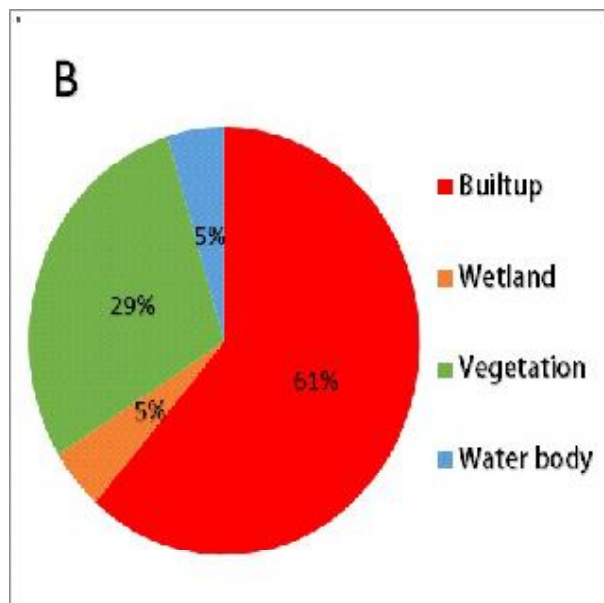 B
Builtup
5%
Wetland
29%
Vegetation
61%
5%
Water body